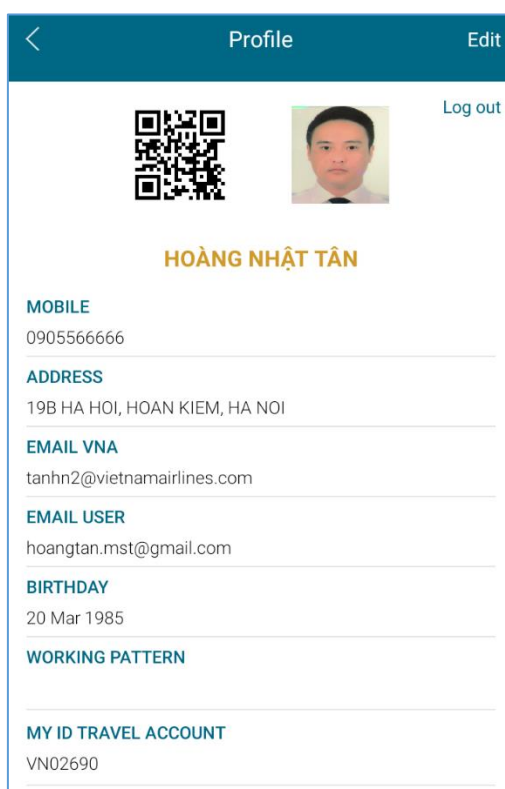 Profile
Edit
Log out
HOÀNG NHẬT TÂN
MOBILE
0905566666
ADDRESS
19B HA HOI, HOAN KIEM, HA NOI
EMAIL VNA
tanhn2@vietnamairlines.com
EMAIL USER
hoangtan.mst@gmail.com
BIRTHDAY
20 Mar 1985
WORKING PATTERN
MY ID TRAVEL ACCOUNT
VN02690